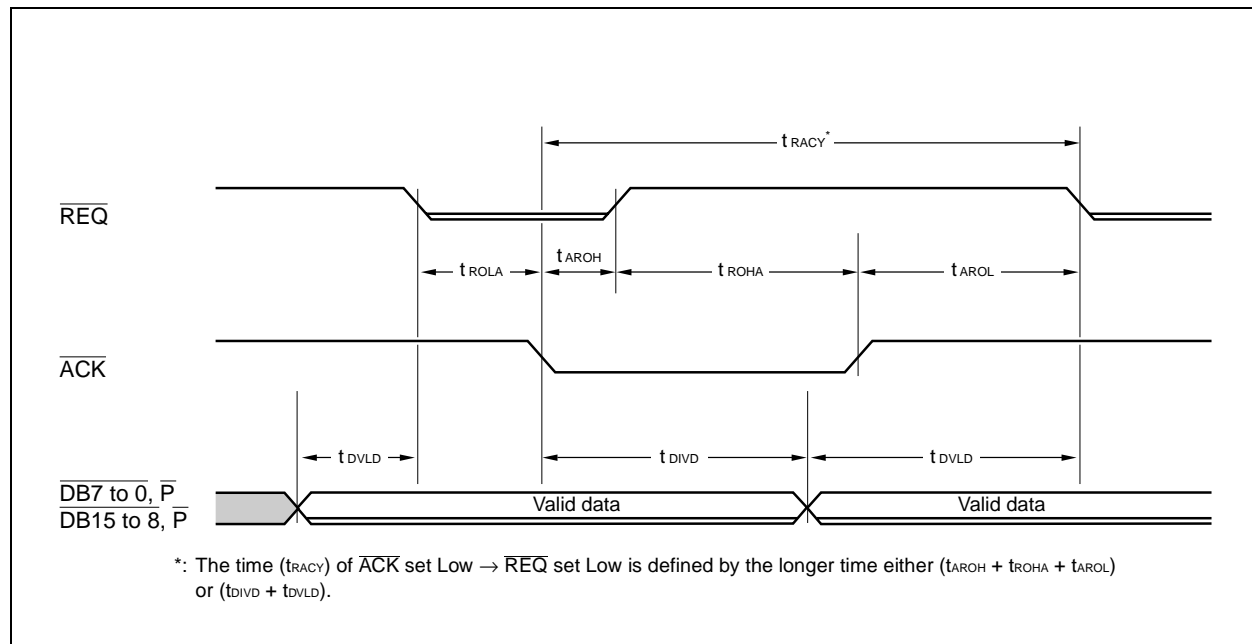 t RACY*
REQ
t ROLA
t AROH
t ROHA
t AROL
ACK
t DVLD
t DIVD
t DVLD
DB7 to 0, P
DB15 to 8, P
Valid data
Valid data
*: The time (tRACY) of ACK set Low → REQ set Low is defined by the longer time either (tAROH + tROHA + tAROL)
or (tDIVD + tDVLD).